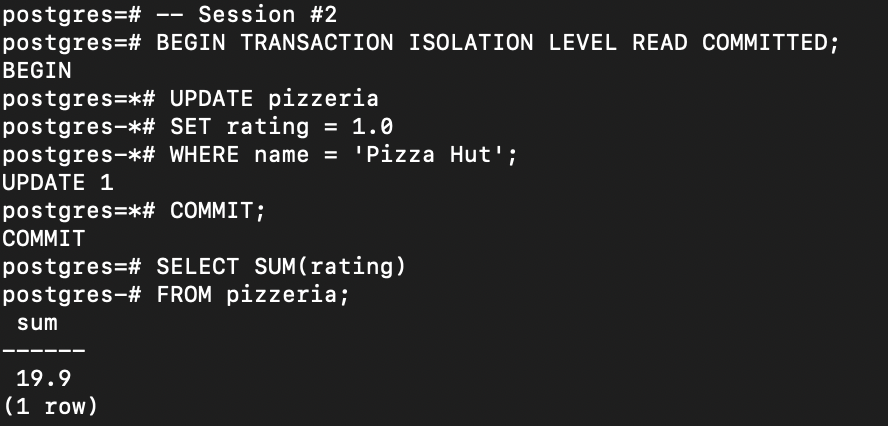 postgres=# -- Session #2
postgres=# BEGIN TRANSACTION ISOLATION LEVEL READ COMMITTED;
BEGIN
postgres=*# UPDATE pizzeria
postgres-*# SET rating = 1.0
postgres-*# WHERE name = 'Pizza Hut';
UPDATE 1
postgres=*# COMMIT;
COMMIT
postgres=# SELECT SUM(rating)
postgres-# FROM pizzeria;
 sum
------
 19.9
(1 row)